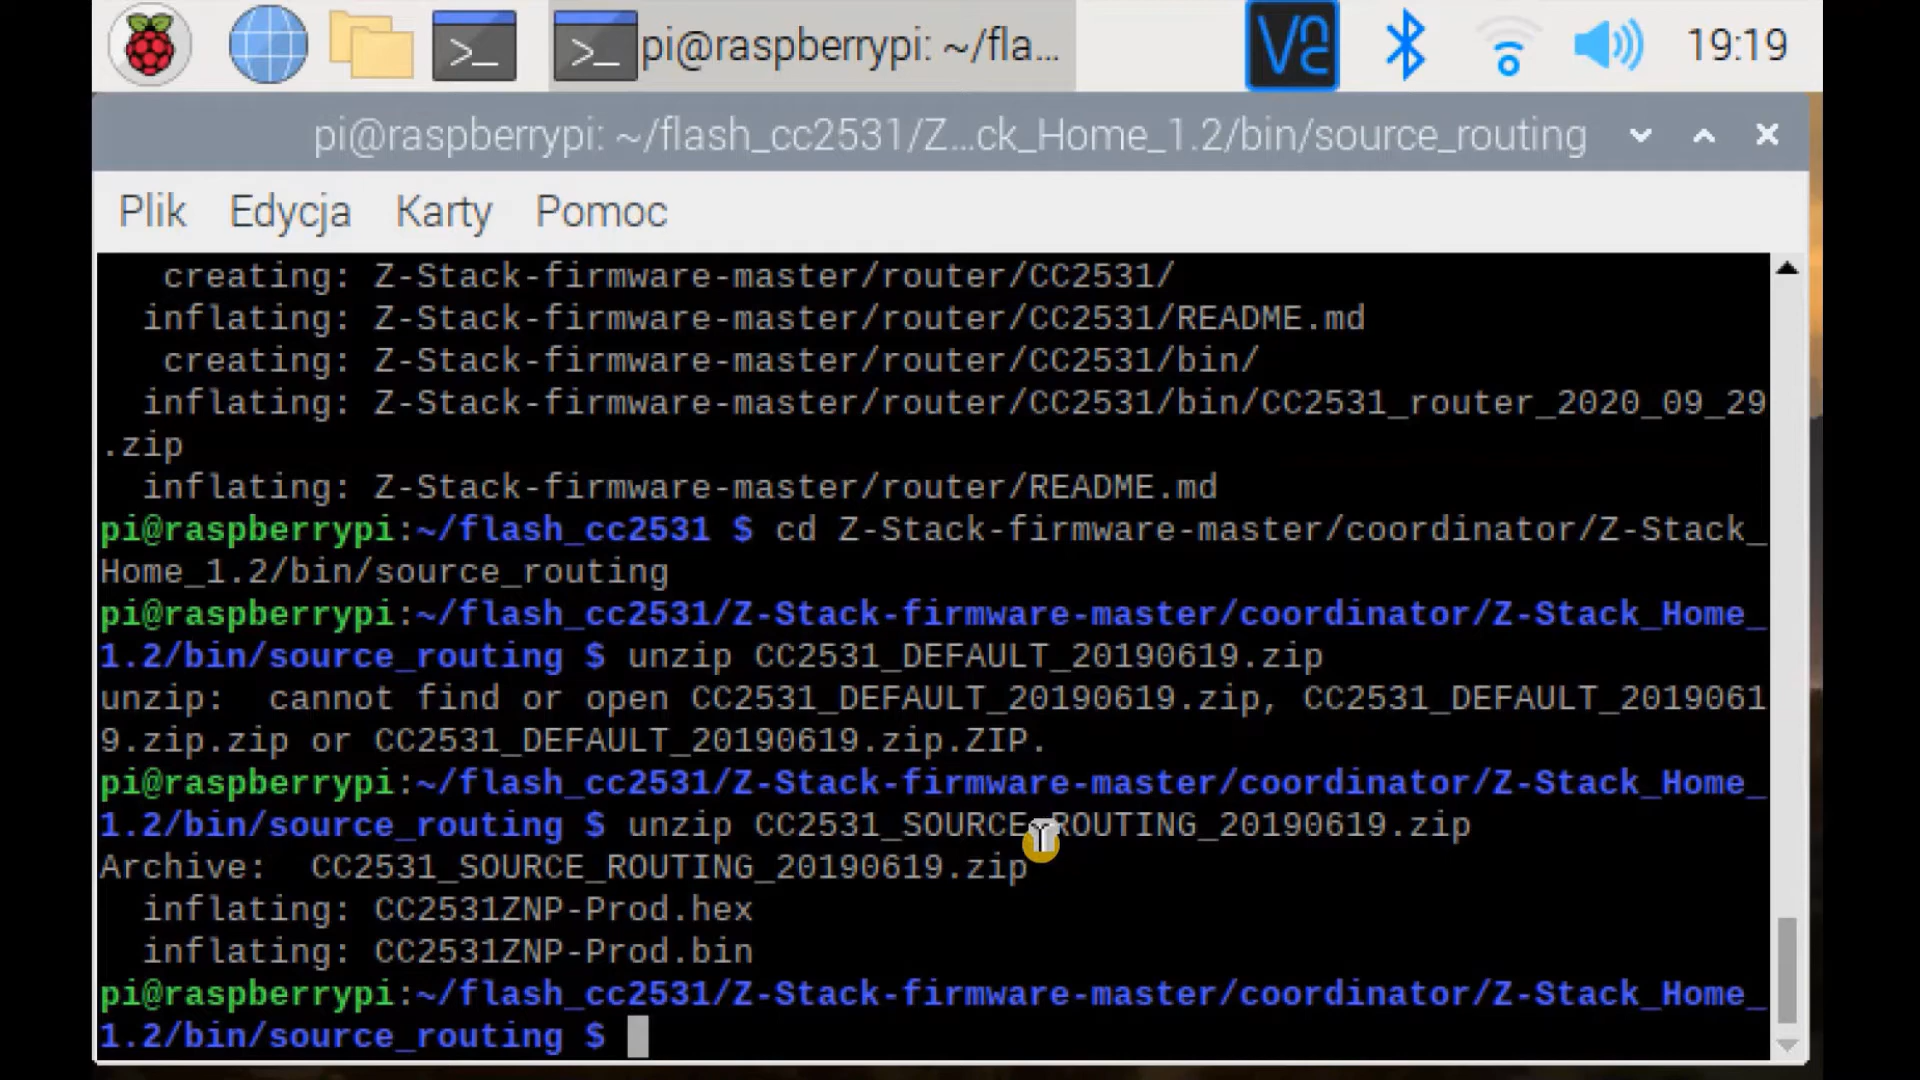 pi@raspberrypi: ~/fla...
19:19
pi@raspberrypi: ~/flash_cc2531/Z...ck_Home_1.2/bin/source_routing
Plik Edycja Karty Pomoc
creating: Z-Stack-firmware-master/router/CC2531/
inflating: Z-Stack-firmware-master/router/CC2531/README.md
creating: Z-Stack-firmware-master/router/CC2531/bin/
inflating: Z-Stack-firmware-master/router/CC2531/bin/CC2531_router_2020_09_29
.zip
inflating: Z-Stack-firmware-master/router/README.md
pi@raspberrypi:~/flash_cc2531 $ cd Z-Stack-firmware-master/coordinator/Z-Stack_
Home_1.2/bin/source_routing
pi@raspberrypi:~/flash_cc2531/Z-Stack-firmware-master/coordinator/Z-Stack_Home_
1.2/bin/source_routing $ unzip CC2531_DEFAULT_20190619.zip
unzip:  cannot find or open CC2531_DEFAULT_20190619.zip, CC2531_DEFAULT_2019061
9.zip.zip or CC2531_DEFAULT_20190619.zip.ZIP.
pi@raspberrypi:~/flash_cc2531/Z-Stack-firmware-master/coordinator/Z-Stack_Home_
1.2/bin/source_routing $ unzip CC2531_SOURCE_ROUTING_20190619.zip
Archive:  CC2531_SOURCE_ROUTING_20190619.zip
inflating: CC2531ZNP-Prod.hex
inflating: CC2531ZNP-Prod.bin
pi@raspberrypi:~/flash_cc2531/Z-Stack-firmware-master/coordinator/Z-Stack_Home_
1.2/bin/source_routing $